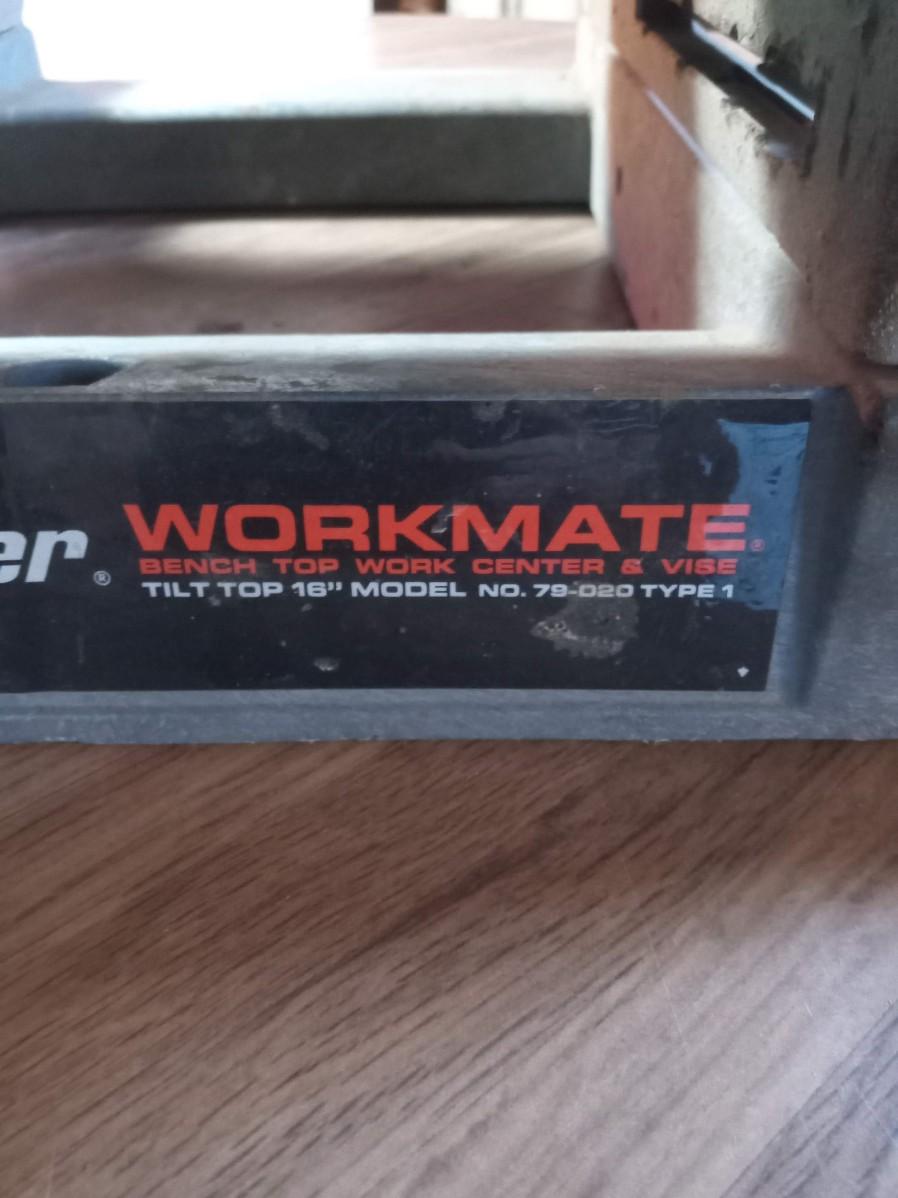 er®
WORKMATE®
BENCH TOP WORK CENTER & VISE
TILT TOP 16” MODEL NO. 79-020 TYPE 1